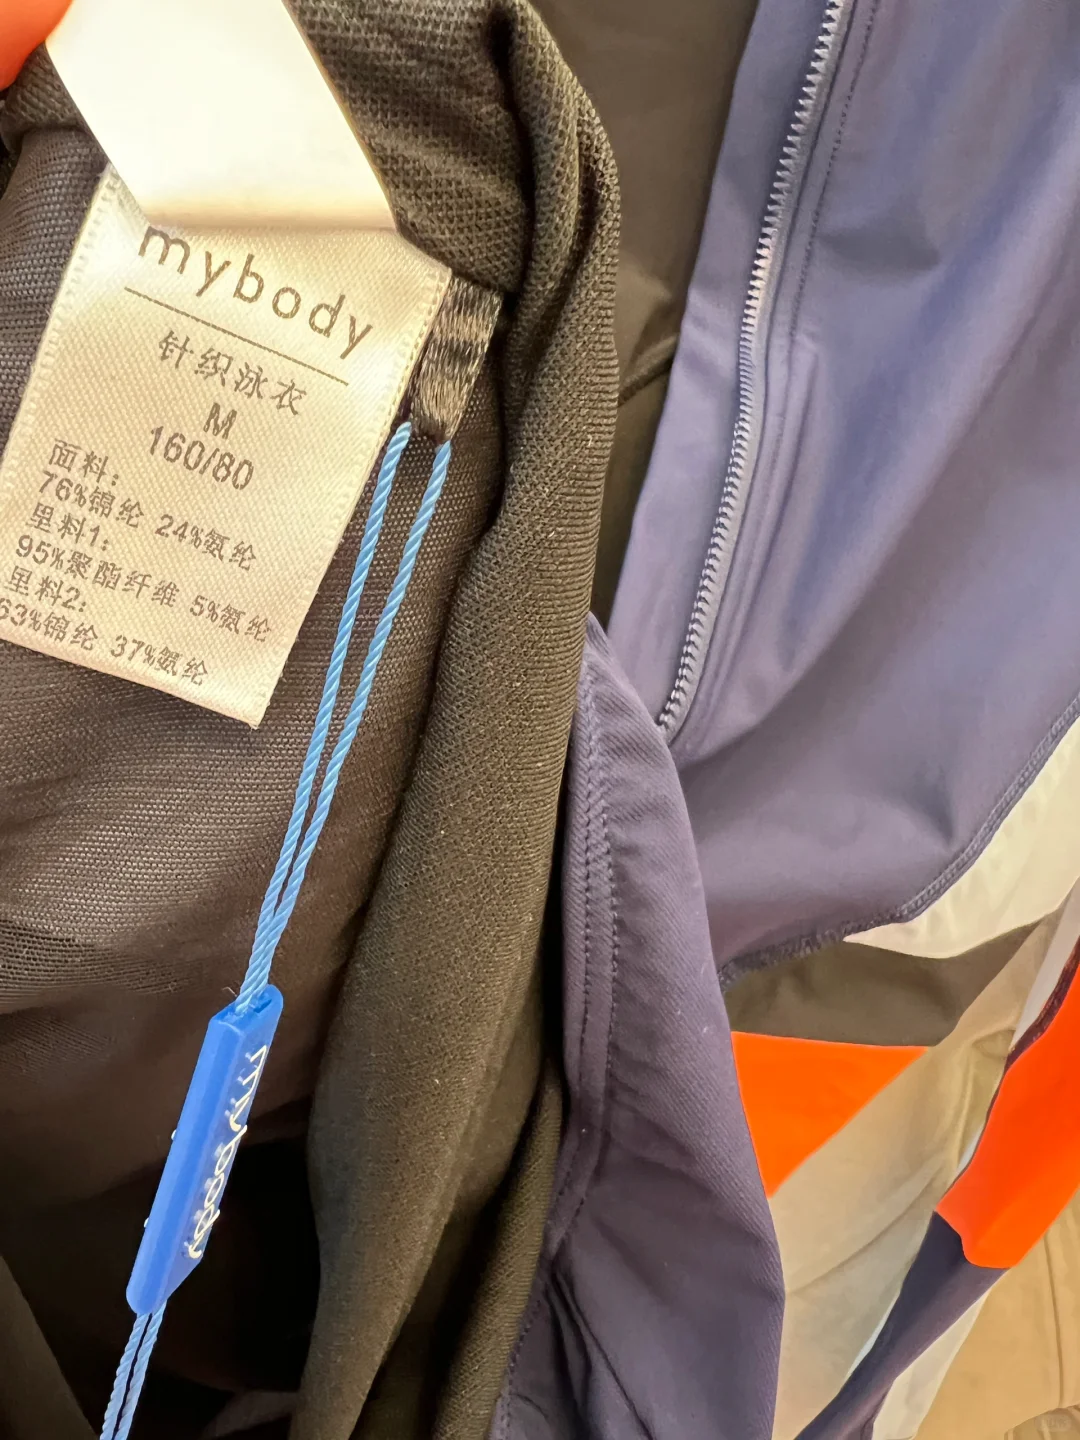 mybody
针织泳衣
M
160/80
面料:
76%锦纶 24%氨纶
里料1:
95%聚酯纤维 5%氨纶
里料2:
63%锦纶 37%氨纶
mybody